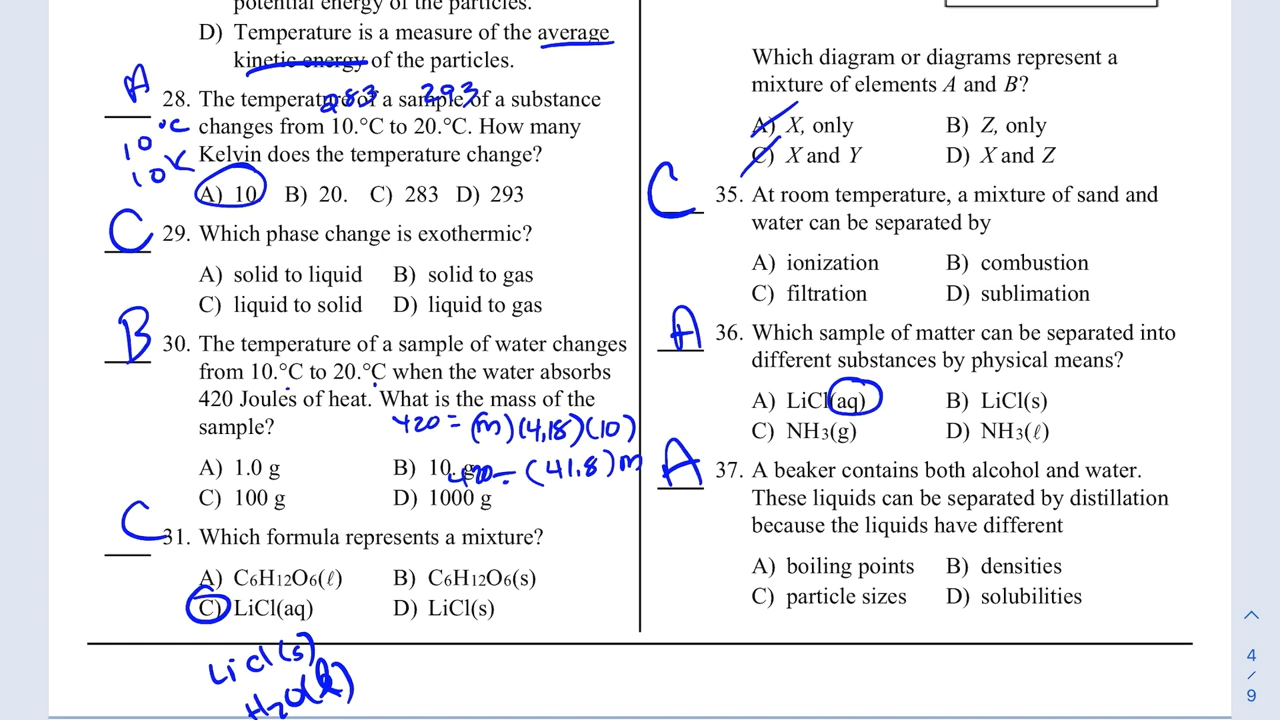 potential energy of the particles.
D) Temperature is a measure of the average
kinetic energy of the particles.
A
283 293
28. The temperature of a sample of a substance
changes from 10.°C to 20.°C. How many
Kelvin does the temperature change?
10 °C
10 K
A) 10 B) 20. C) 283 D) 293
C
29. Which phase change is exothermic?
A) solid to liquid B) solid to gas
C) liquid to solid D) liquid to gas
B
30. The temperature of a sample of water changes
from 10.°C to 20.°C when the water absorbs
420 Joules of heat. What is the mass of the
sample?
420 = (m)(4.18)(10)
A) 1.0 g B) 10. g
420 = (41.8) m
C) 100 g D) 1000 g
C
31. Which formula represents a mixture?
A) C6H12O6(ℓ) B) C6H12O6(s)
C) LiCl(aq) D) LiCl(s)
LiCl(s)
H2O(l)
Which diagram or diagrams represent a
mixture of elements A and B?
A) X, only B) Z, only
C) X and Y D) X and Z
C
35. At room temperature, a mixture of sand and
water can be separated by
A) ionization B) combustion
C) filtration D) sublimation
A
36. Which sample of matter can be separated into
different substances by physical means?
A) LiCl(aq) B) LiCl(s)
C) NH3(g) D) NH3(ℓ)
A
37. A beaker contains both alcohol and water.
These liquids can be separated by distillation
because the liquids have different
A) boiling points B) densities
C) particle sizes D) solubilities
4
/
9